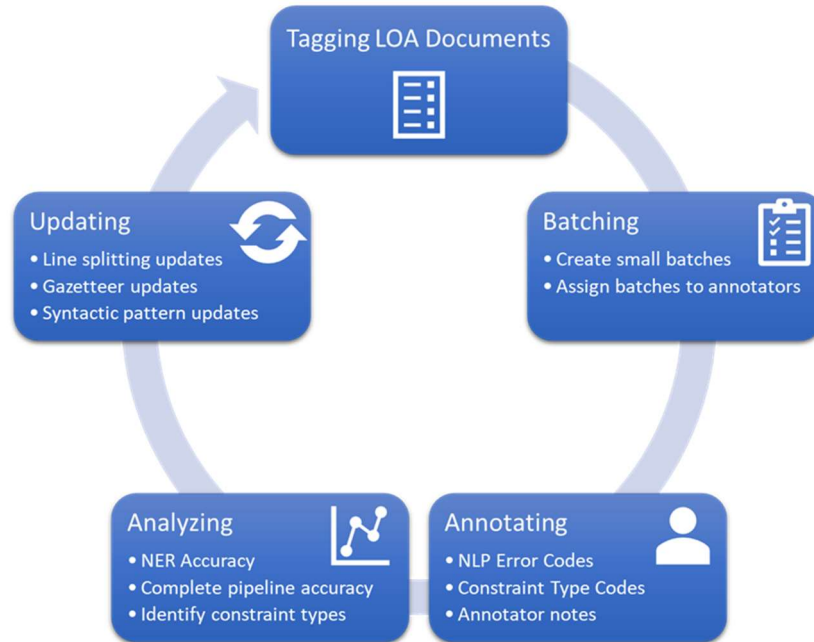 Tagging LOA Documents
Batching
• Create small batches
• Assign batches to annotators
Annotating
• NLP Error Codes
• Constraint Type Codes
• Annotator notes
Analyzing
• NER Accuracy
• Complete pipeline accuracy
• Identify constraint types
Updating
• Line splitting updates
• Gazetteer updates
• Syntactic pattern updates